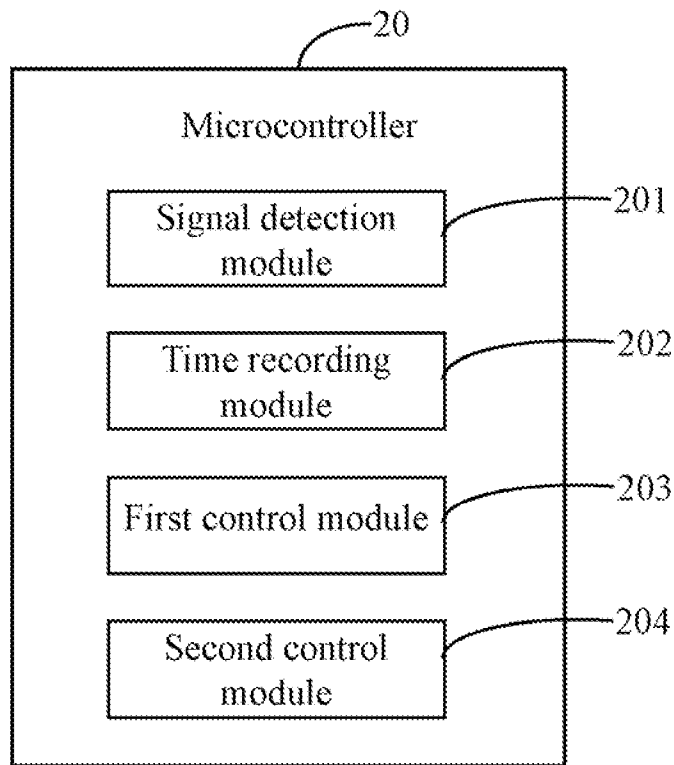 20
Microcontroller
Signal detection
module
201
Time recording
module
202
First control module
203
Second control
module
204